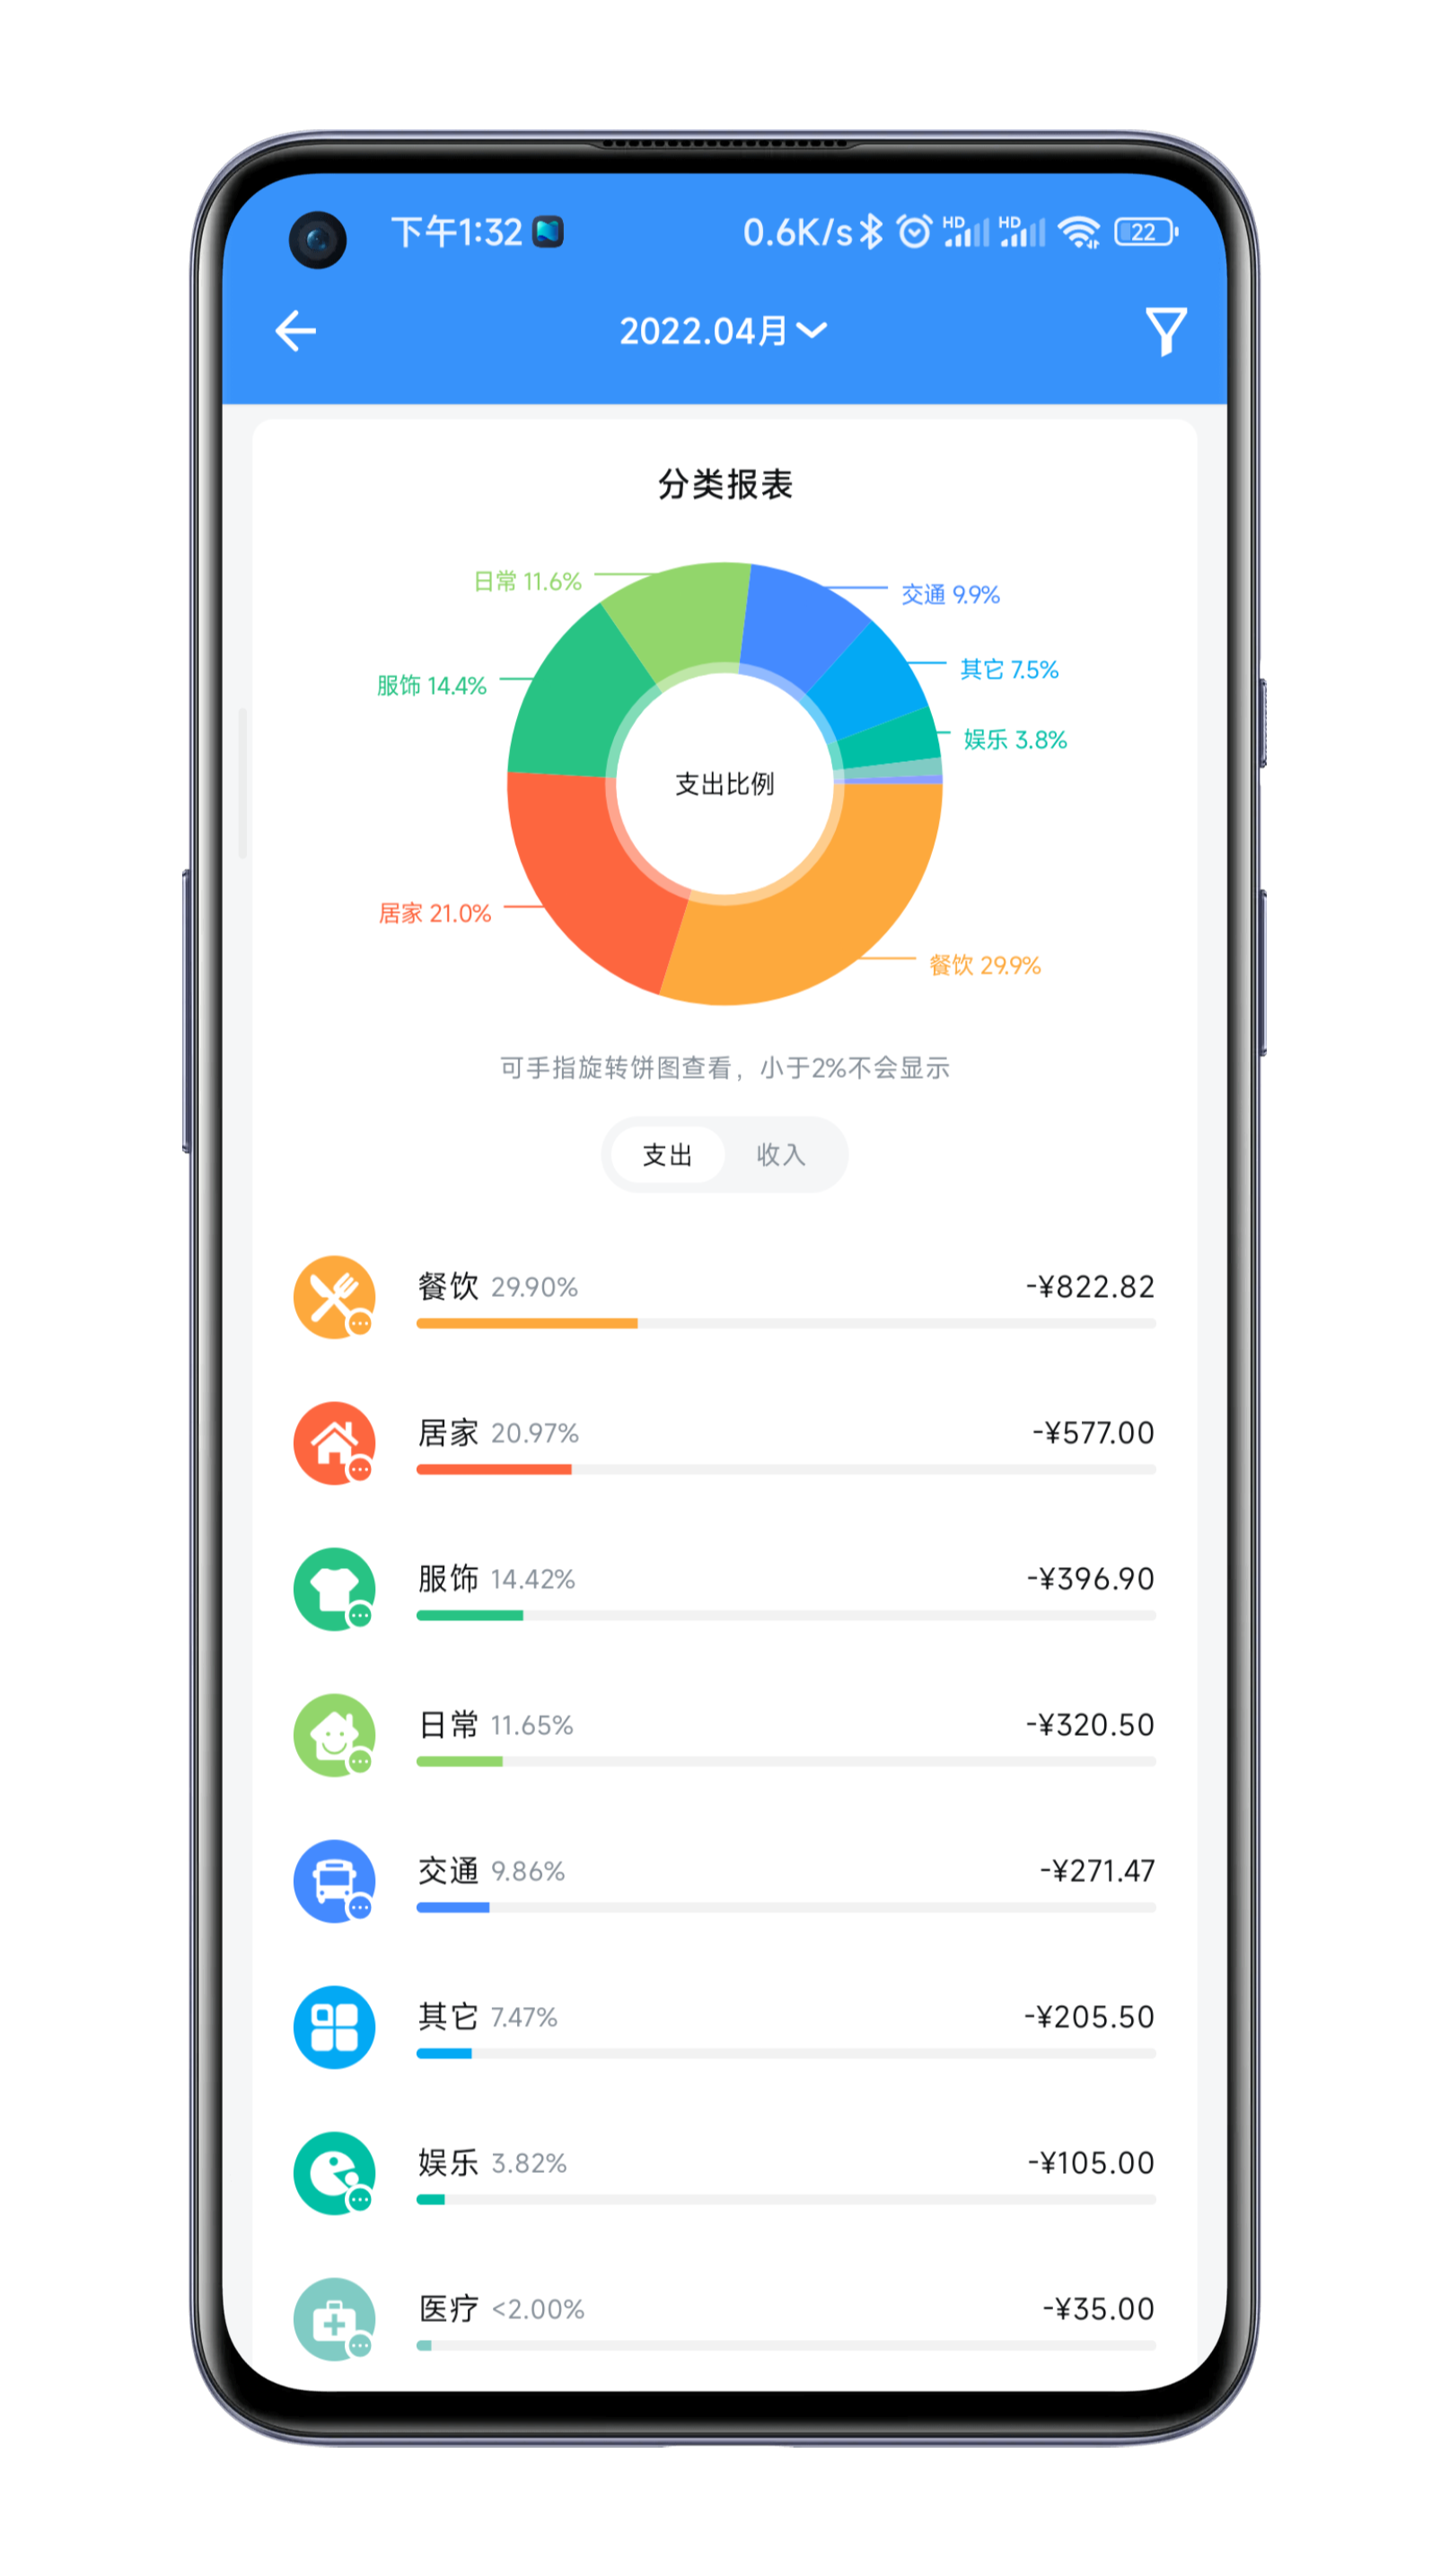 下午1:32 0.6K/s HD HD 22
2022.04月
分类报表
日常 11.6%
交通 9.9%
其它 7.5%
服饰 14.4%
娱乐 3.8%
支出比例
居家 21.0%
餐饮 29.9%
可手指旋转饼图查看，小于2%不会显示
支出 收入
餐饮 29.90% -¥822.82
居家 20.97% -¥577.00
服饰 14.42% -¥396.90
日常 11.65% -¥320.50
交通 9.86% -¥271.47
其它 7.47% -¥205.50
娱乐 3.82% -¥105.00
医疗 <2.00% -¥35.00